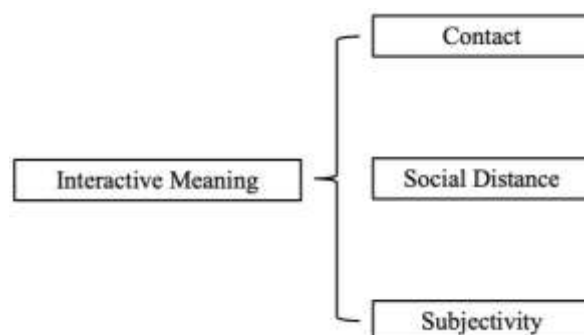 Contact
Interactive Meaning
Social Distance
Subjectivity